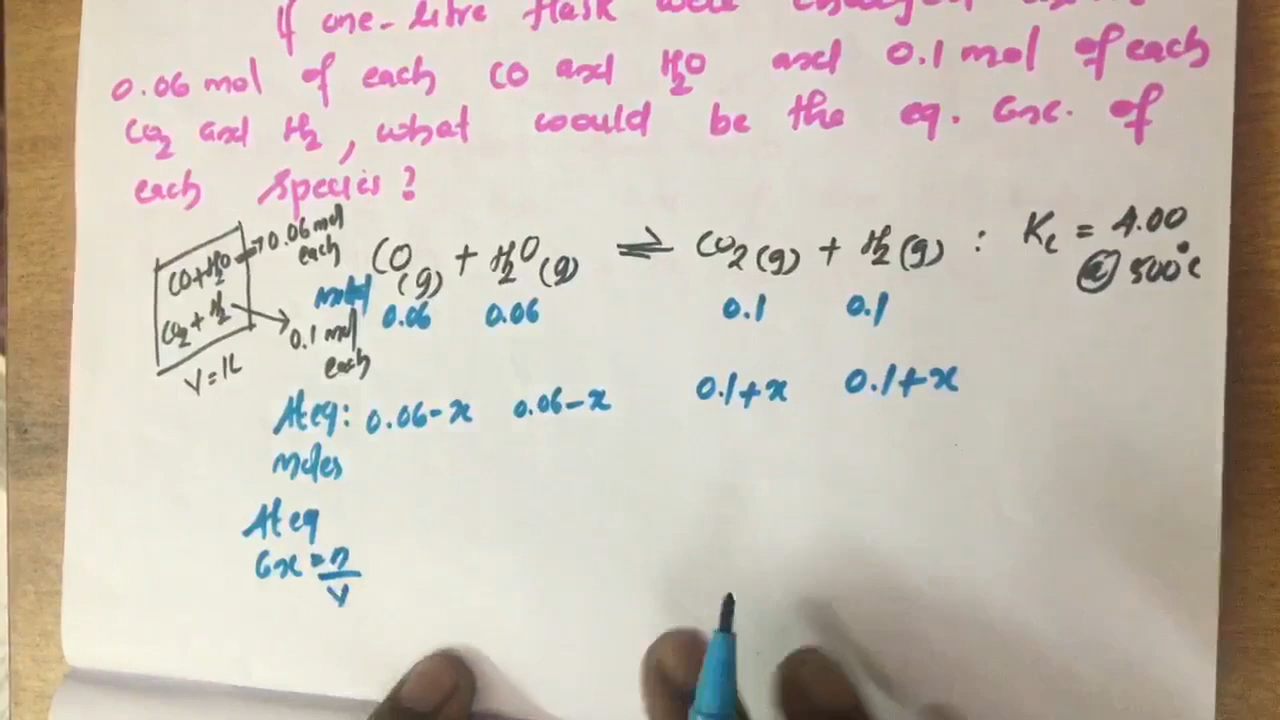 If one-litre flask were charged
0.06 mol of each CO and H2O and 0.1 mol of each
CO2 and H2, what would be the eq. Conc. of
each species?
CO+H2O → 0.06 mol
each
CO2 + H2 → 0.1 mol
each
V=1L
CO(g) + H2O(g) ⇌ CO2(g) + H2(g) : Kc = 4.00
@ 500°C
0.06 0.06 0.1 0.1
At eq: 0.06-x 0.06-x 0.1+x 0.1+x
moles
At eq
= n/V